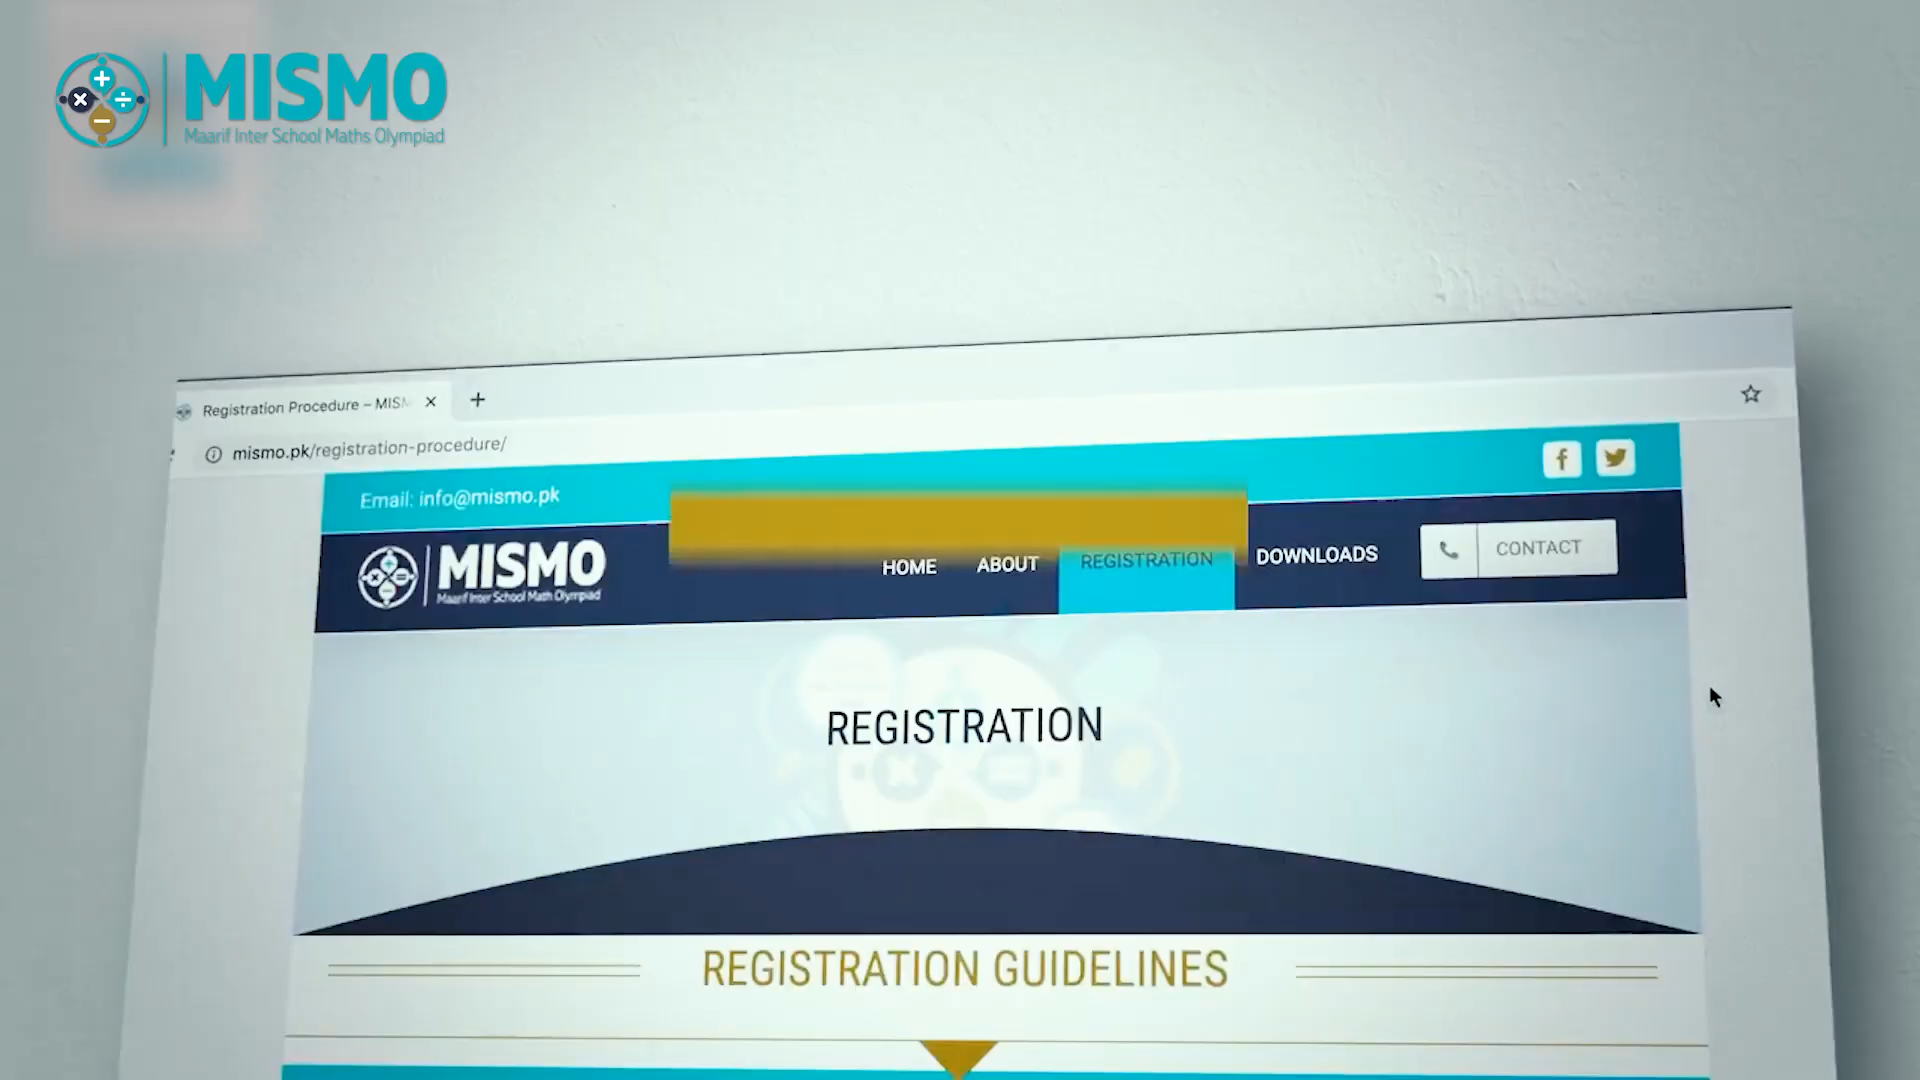 MISMO
Maarif Inter School Maths Olympiad
Registration Procedure – MISM
mismo.pk/registration-procedure/
Email: info@mismo.pk
MISMO
Maarif Inter School Math Olympiad
HOME
ABOUT
REGISTRATION
DOWNLOADS
CONTACT
REGISTRATION
REGISTRATION GUIDELINES